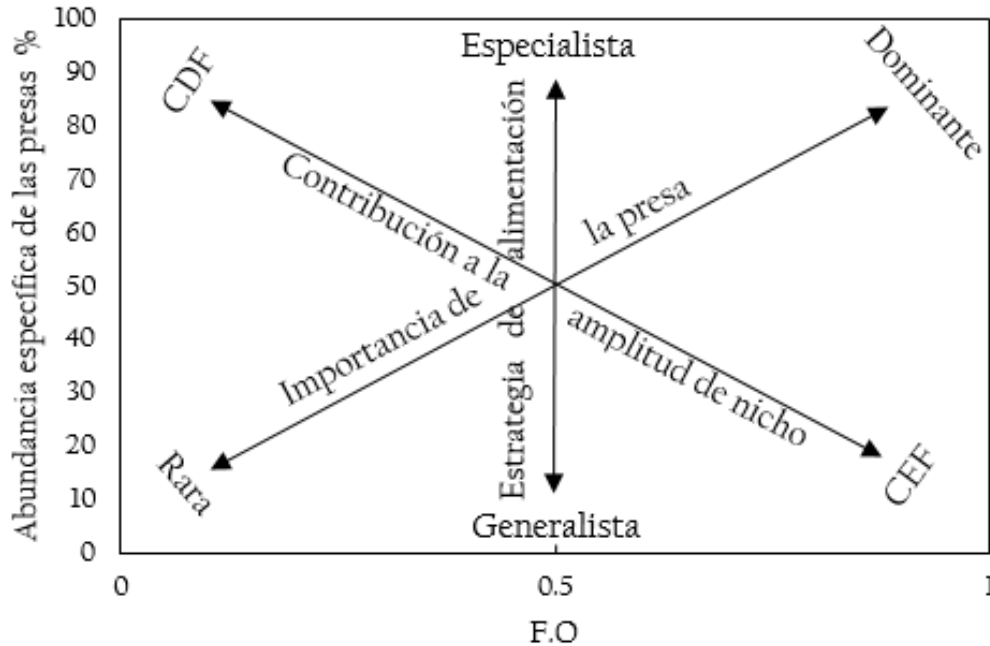 Abundancia específica de las presas %
100
90
80
70
60
50
40
30
20
10
0
Especialista
CDF
Dominante
Contribución a la
amplitud de nicho
Importancia de
la presa
Estrategia de alimentación
Rara
CEF
Generalista
0
0.5
1
F.O